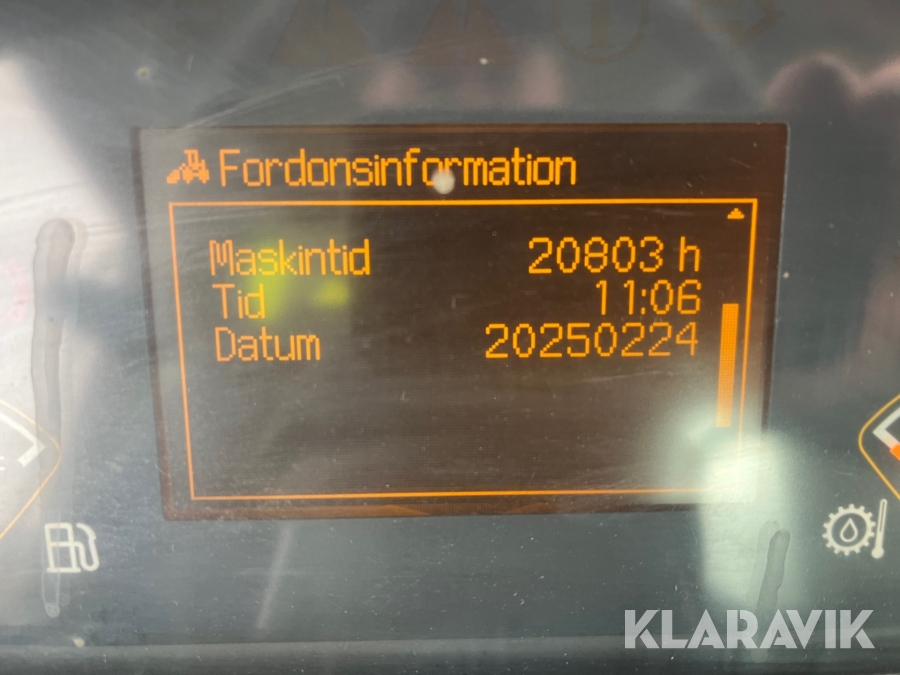 Fordonsinformation
Maskintid 20803 h
Tid 11:06
Datum 20250224
KLARAVIK